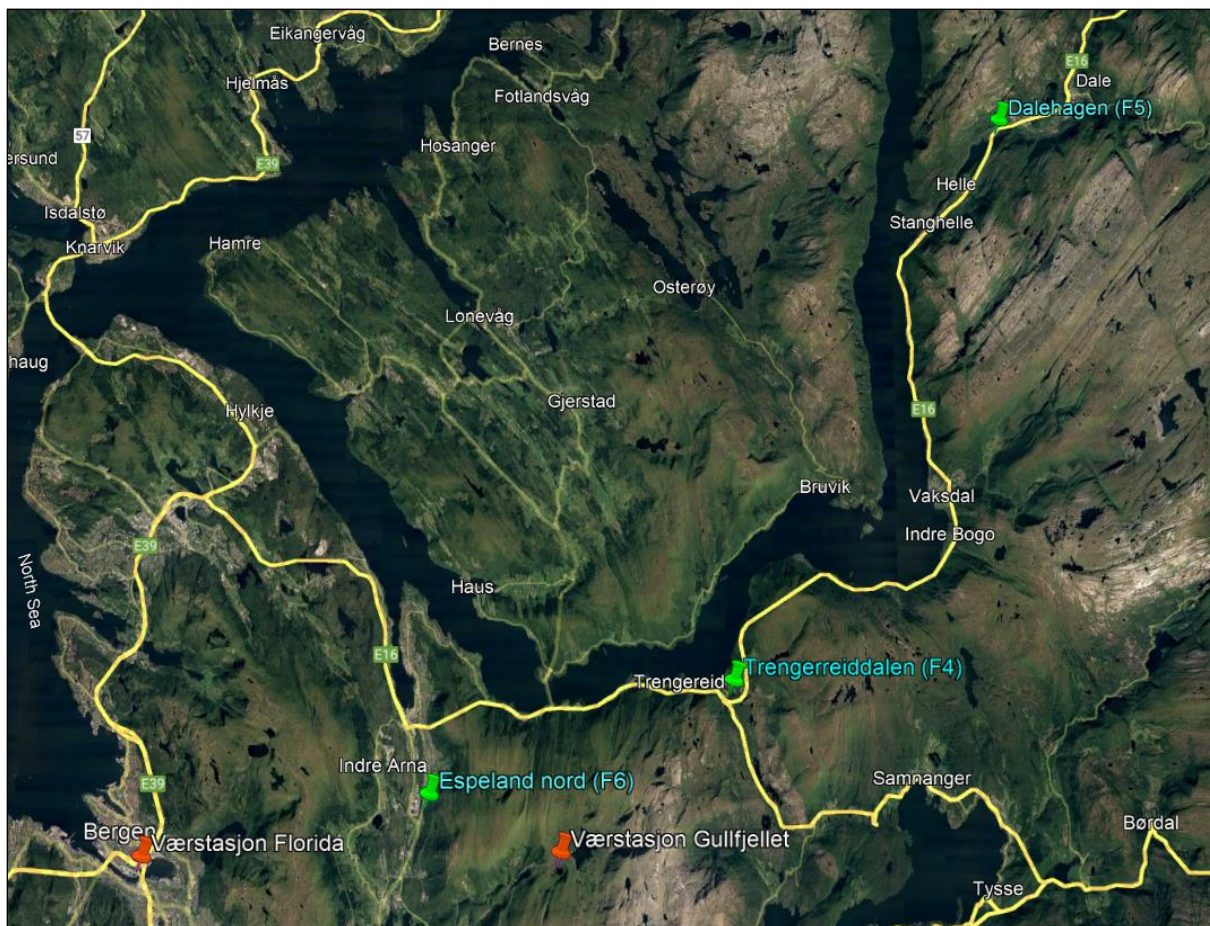 Eikangervåg
Bernes
E16
Dale
Hjelmås
Fotlandsvåg
Dalehagen (F5)
57
Hosanger
ersund
E39
Helle
Isdalstø
Stanghelle
Knarvik
Hamre
Osterøy
Lonevåg
haug
Gjerstad
Hylkje
E16
Bruvik
Vaksdal
Indre Bogo
E39
North Sea
Haus
E16
Trengereid
Trengerreiddalen (F4)
Indre Arna
Espeland nord (F6)
Samnanger
E39
Bergen
Værstasjon Florida
Værstasjon Gullfjellet
Børdal
Tysse